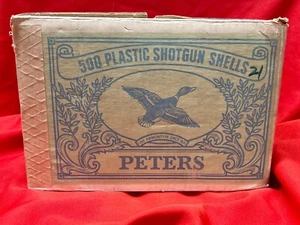 500 PLASTIC SHOTGUN SHELLS
21
PETERS